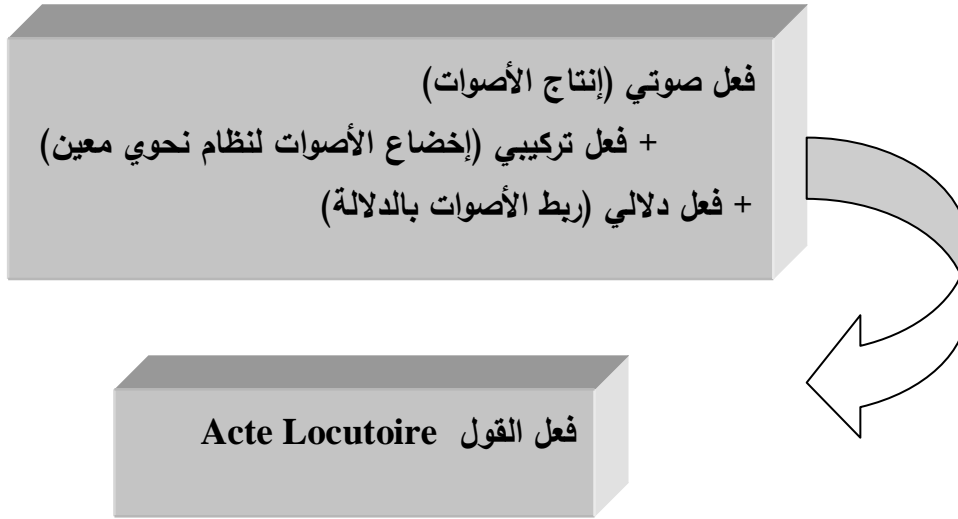 فعل صوتي (إنتاج الأصوات)
+ فعل تركيبي (إخضاع الأصوات لنظام نحوي معين)
+ فعل دلالي (ربط الأصوات بالدلالة)
فعل القول Acte Locutoire